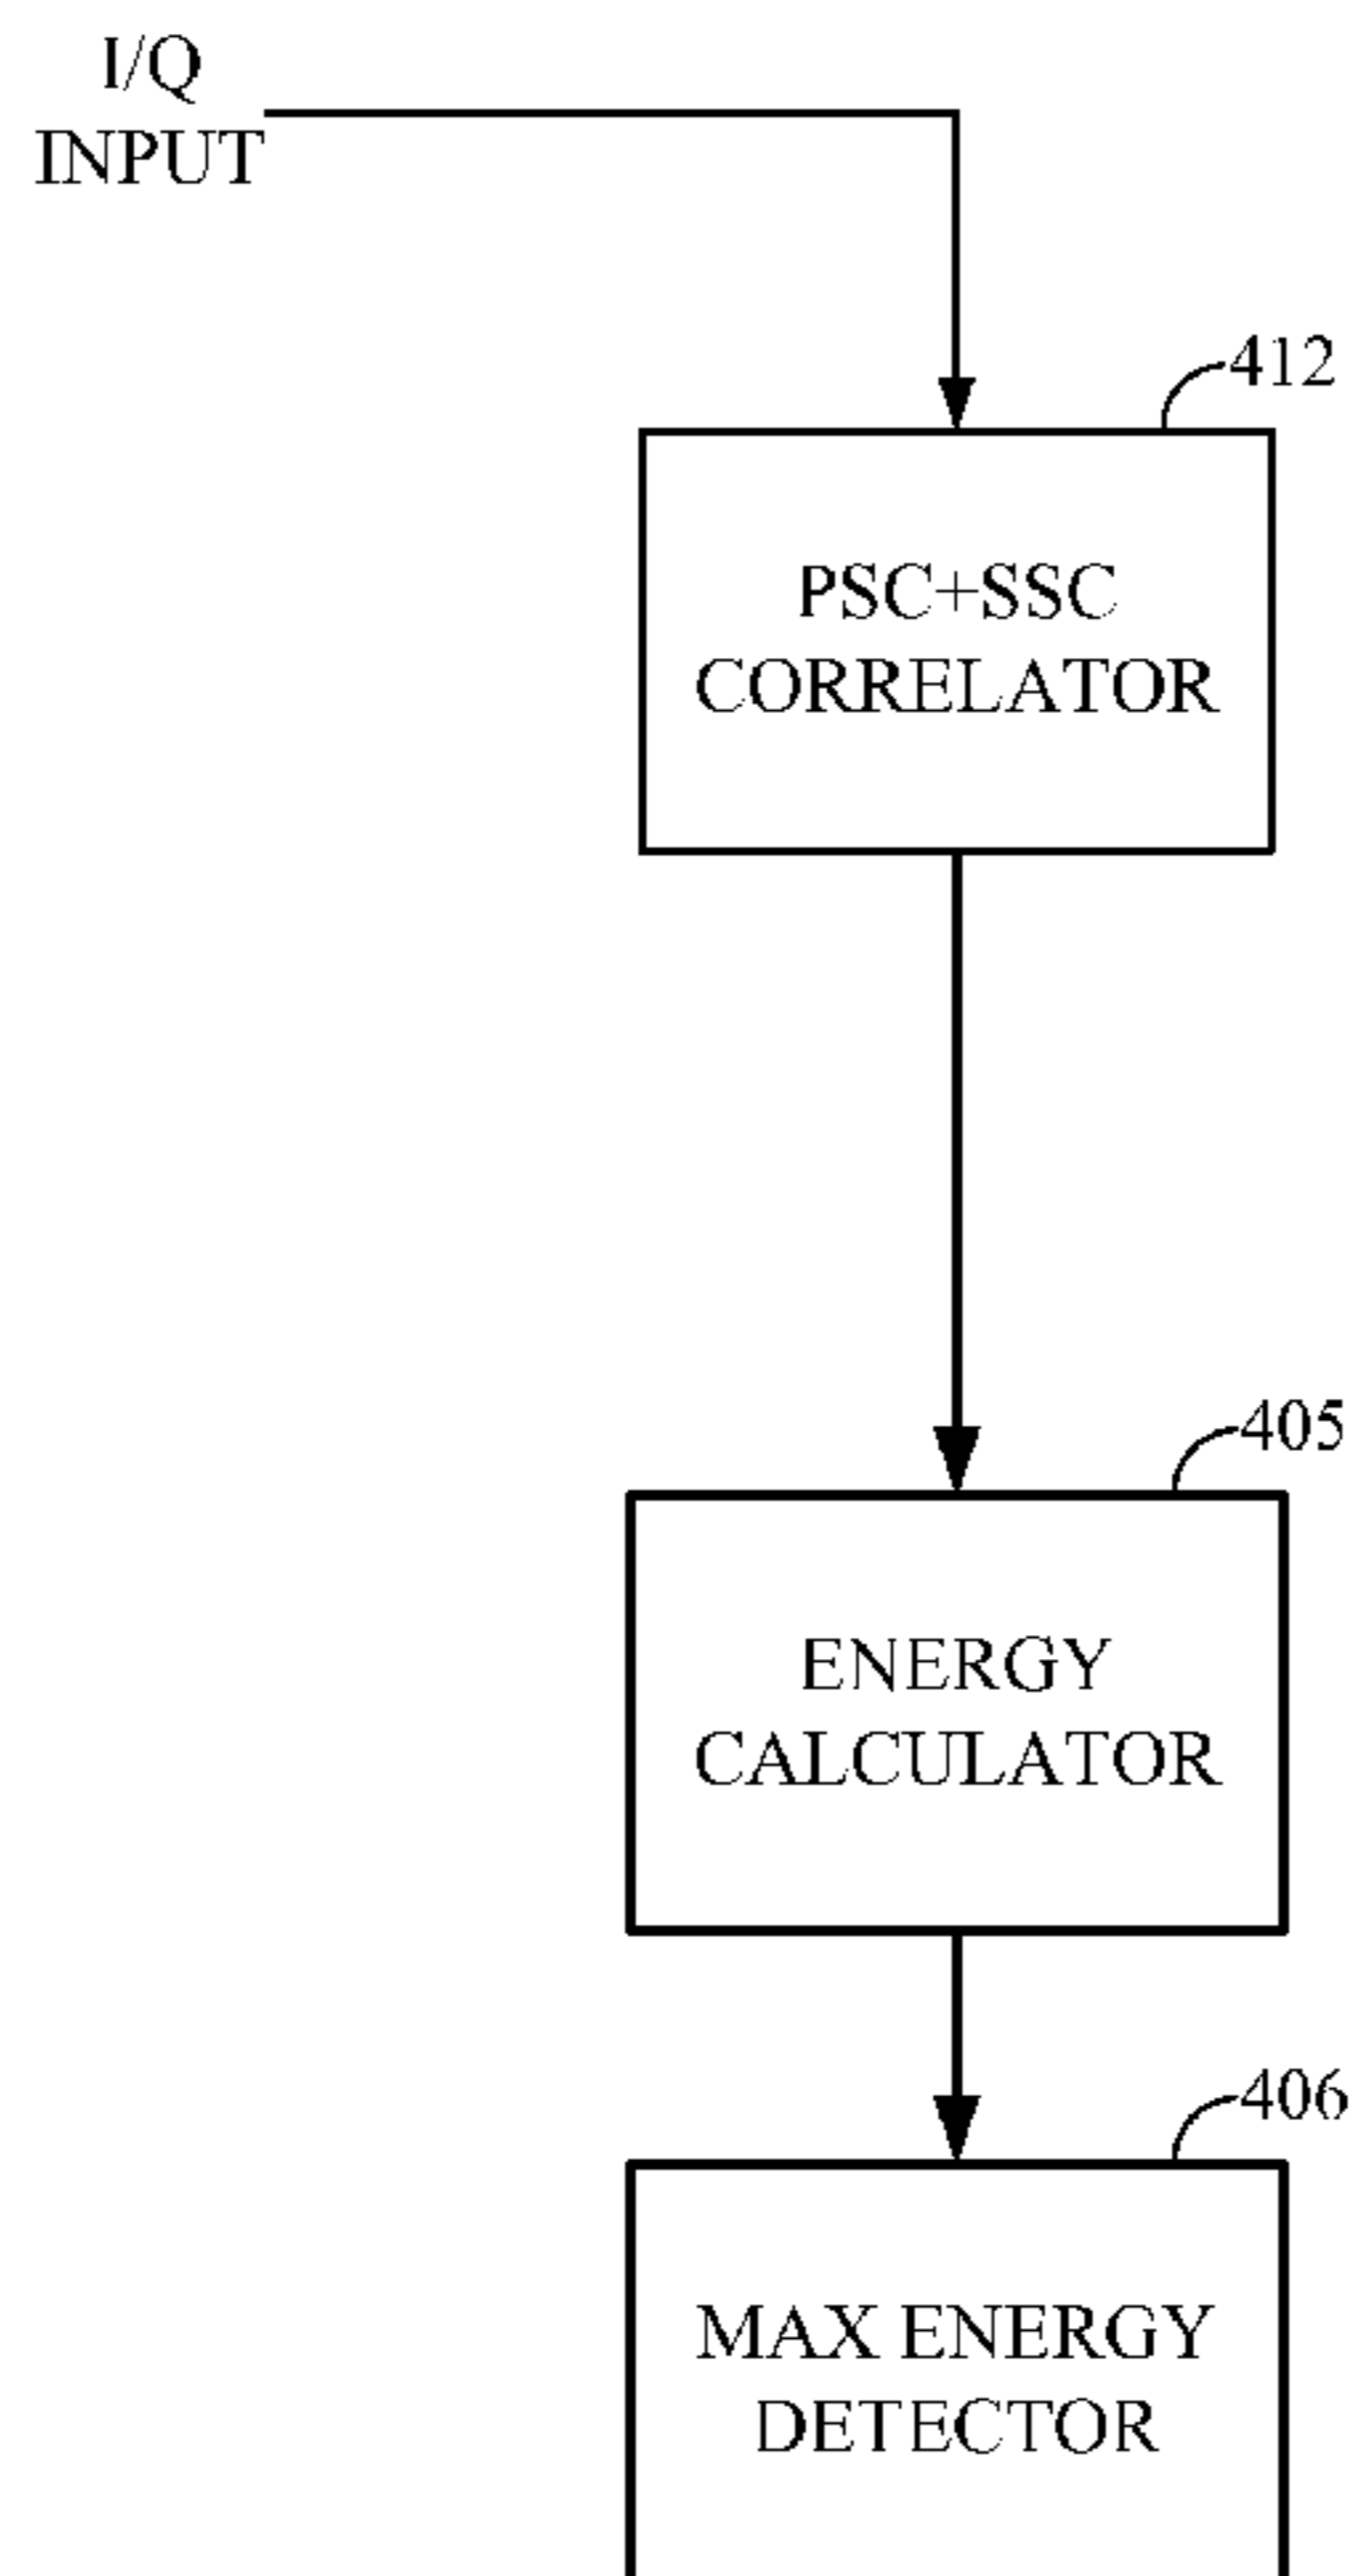 I/Q
INPUT
412
PSC+SSC
CORRELATOR
405
ENERGY
CALCULATOR
406
MAX ENERGY
DETECTOR